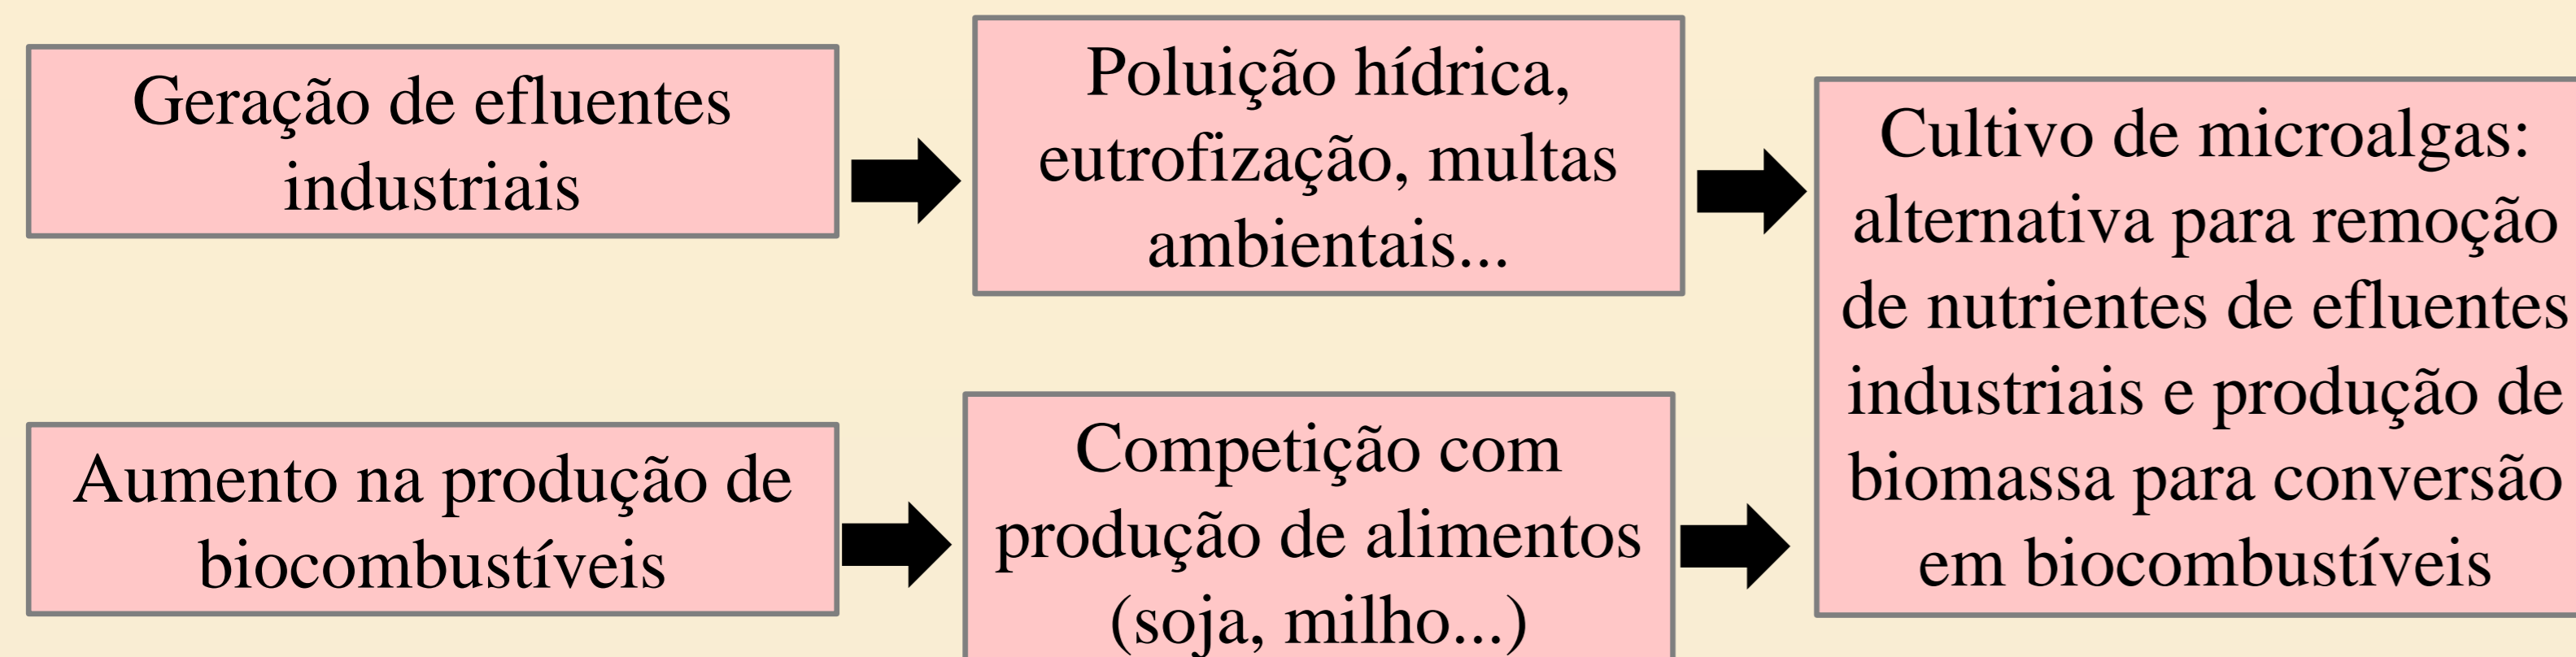 Geração de efluentes
industriais
Poluição hídrica,
eutrofização, multas
ambientais...
Aumento na produção de
biocombustíveis
Competição com
produção de alimentos
(soja, milho...)
Cultivo de microalgas:
alternativa para remoção
de nutrientes de efluentes
industriais e produção de
biomassa para conversão
em biocombustíveis